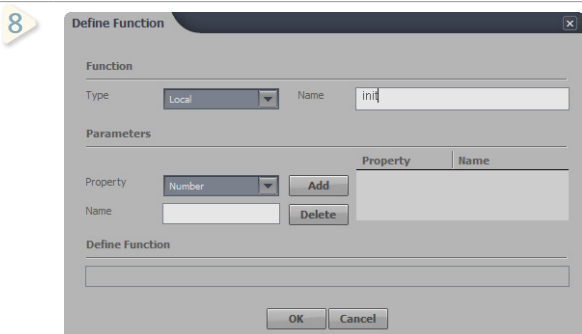 8
Define Function
Function
Type Local Name init
Parameters
Property Name
Property Number Add
Name Delete
Define Function
OK Cancel